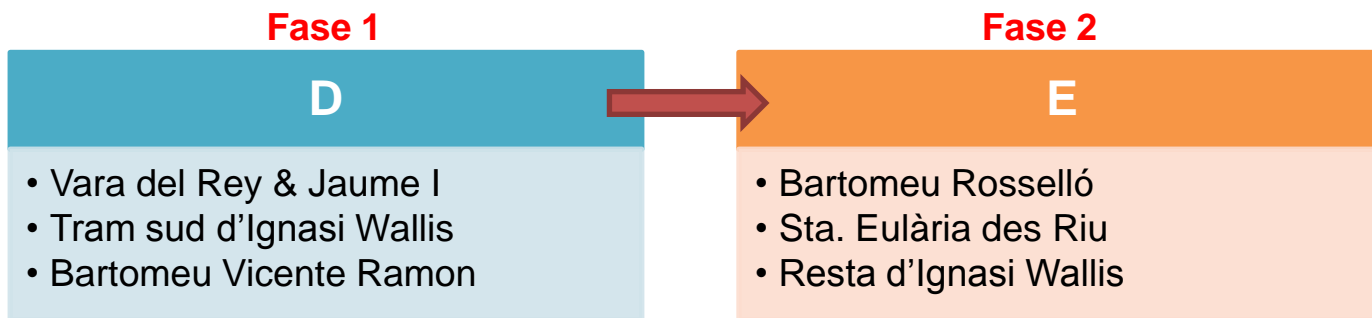 Fase 1
D
• Vara del Rey & Jaume I
• Tram sud d’Ignasi Wallis
• Bartomeu Vicente Ramon
Fase 2
E
• Bartomeu Rosselló
• Sta. Eulària des Riu
• Resta d’Ignasi Wallis